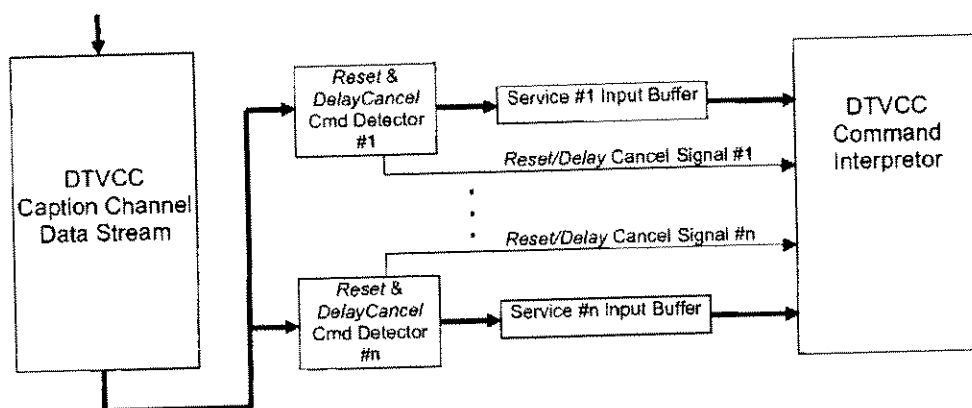 DTVCC
Caption Channel
Data Stream
Reset &
DelayCancel
Cmd Detector
#1
Service #1 Input Buffer
Reset/Delay Cancel Signal #1
Reset/Delay Cancel Signal #n
Reset &
DelayCancel
Cmd Detector
#n
Service #n Input Buffer
DTVCC
Command
Interpretor